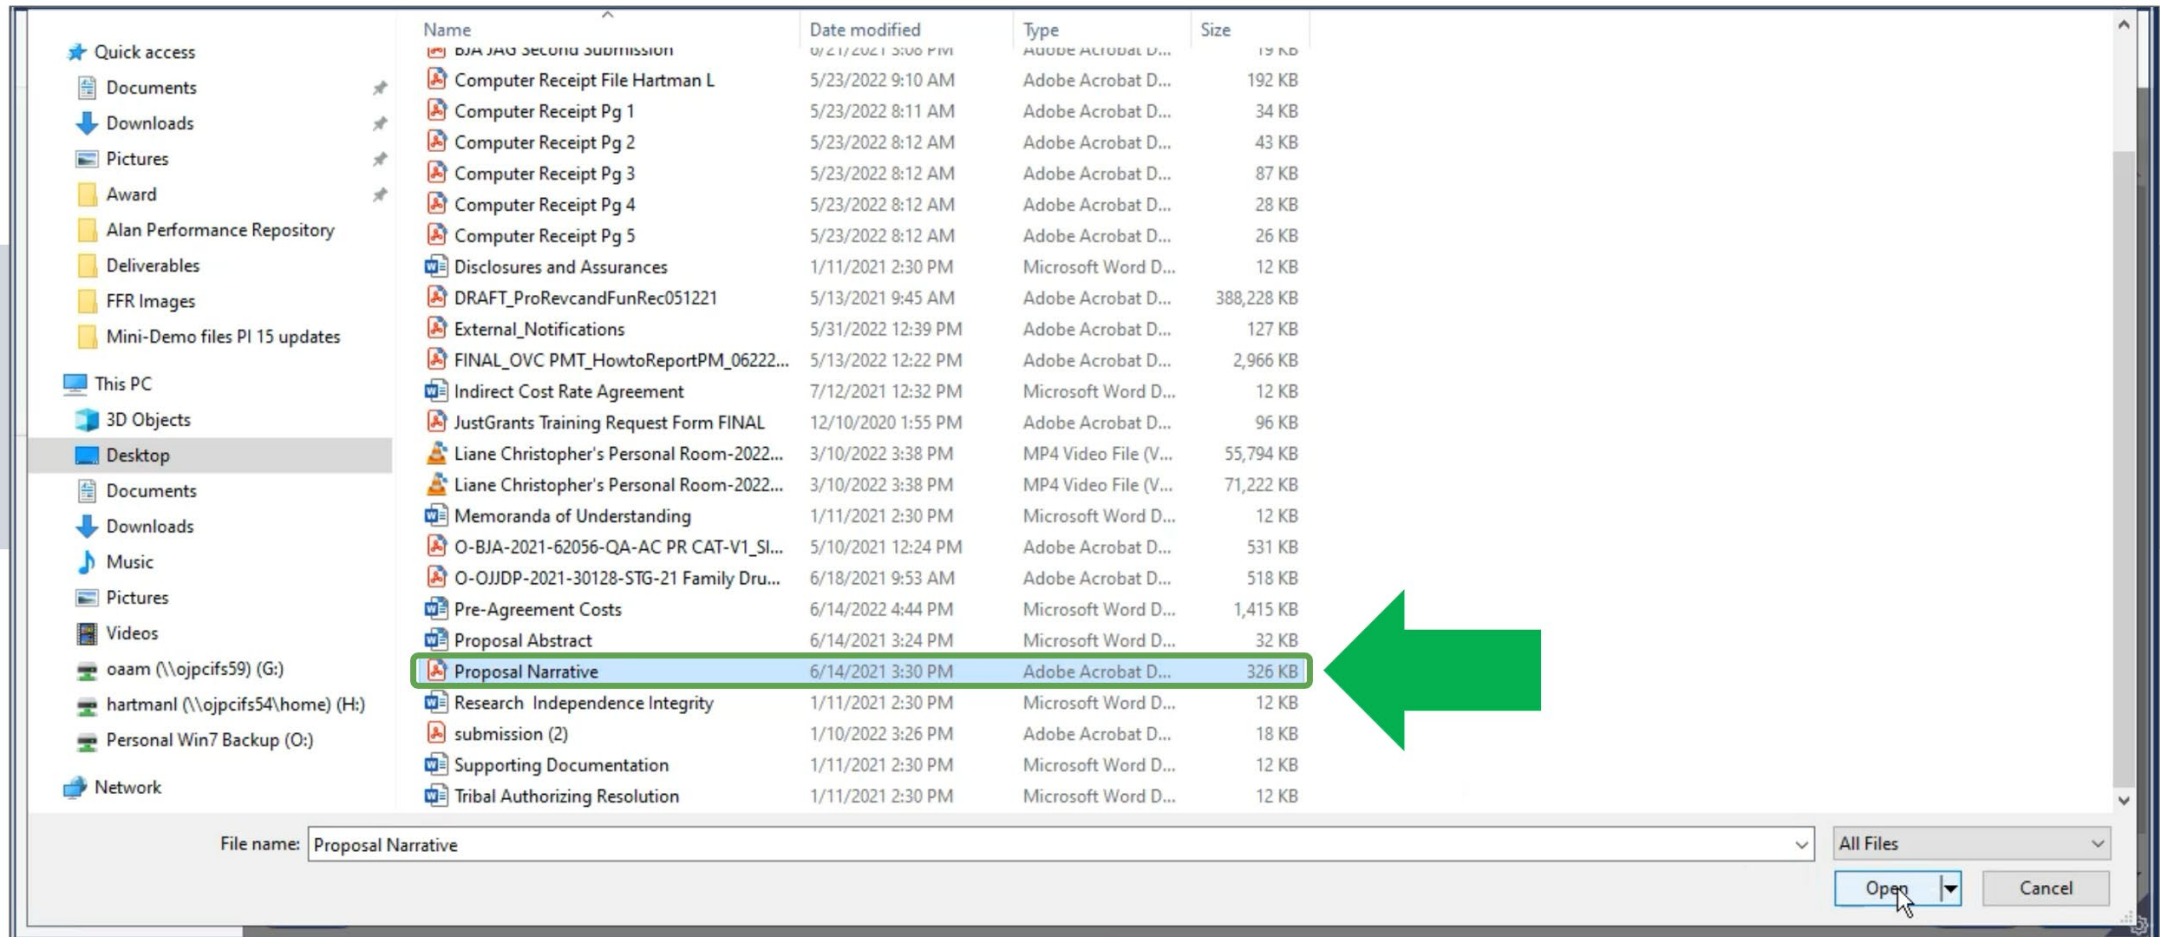 Name Date modified Type Size
Quick access
Documents
Downloads
Pictures
Award
Alan Performance Repository
Deliverables
FFR Images
Mini-Demo files PI 15 updates
This PC
3D Objects
Desktop
Documents
Downloads
Music
Pictures
Videos
oaam (\\ojpcifs59) (G:)
hartmanl (\\ojpcifs54\home) (H:)
Personal Win7 Backup (O:)
Network
BJA JAG Second Submission 6/21/2021 3:08 PM Adobe Acrobat D... 19 KB
Computer Receipt File Hartman L 5/23/2022 9:10 AM Adobe Acrobat D... 192 KB
Computer Receipt Pg 1 5/23/2022 8:11 AM Adobe Acrobat D... 34 KB
Computer Receipt Pg 2 5/23/2022 8:12 AM Adobe Acrobat D... 43 KB
Computer Receipt Pg 3 5/23/2022 8:12 AM Adobe Acrobat D... 87 KB
Computer Receipt Pg 4 5/23/2022 8:12 AM Adobe Acrobat D... 28 KB
Computer Receipt Pg 5 5/23/2022 8:12 AM Adobe Acrobat D... 26 KB
Disclosures and Assurances 1/11/2021 2:30 PM Microsoft Word D... 12 KB
DRAFT_ProRevcandFunRec051221 5/13/2021 9:45 AM Adobe Acrobat D... 388,228 KB
External_Notifications 5/31/2022 12:39 PM Adobe Acrobat D... 127 KB
FINAL_OVC PMT_HowtoReportPM_06222... 5/13/2022 12:22 PM Adobe Acrobat D... 2,966 KB
Indirect Cost Rate Agreement 7/12/2021 12:32 PM Microsoft Word D... 12 KB
JustGrants Training Request Form FINAL 12/10/2020 1:55 PM Adobe Acrobat D... 96 KB
Liane Christopher's Personal Room-2022... 3/10/2022 3:38 PM MP4 Video File (V... 55,794 KB
Liane Christopher's Personal Room-2022... 3/10/2022 3:38 PM MP4 Video File (V... 71,222 KB
Memoranda of Understanding 1/11/2021 2:30 PM Microsoft Word D... 12 KB
O-BJA-2021-62056-QA-AC PR CAT-V1_SI... 5/10/2021 12:24 PM Adobe Acrobat D... 531 KB
O-OJJDP-2021-30128-STG-21 Family Dru... 6/18/2021 9:53 AM Adobe Acrobat D... 518 KB
Pre-Agreement Costs 6/14/2022 4:44 PM Microsoft Word D... 1,415 KB
Proposal Abstract 6/14/2021 3:24 PM Microsoft Word D... 32 KB
Proposal Narrative 6/14/2021 3:30 PM Adobe Acrobat D... 326 KB
Research  Independence Integrity 1/11/2021 2:30 PM Microsoft Word D... 12 KB
submission (2) 1/10/2022 3:26 PM Adobe Acrobat D... 18 KB
Supporting Documentation 1/11/2021 2:30 PM Microsoft Word D... 12 KB
Tribal Authorizing Resolution 1/11/2021 2:30 PM Microsoft Word D... 12 KB
File name: Proposal Narrative All Files
Open Cancel